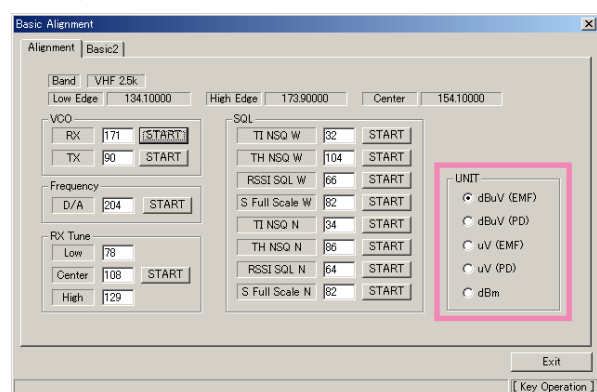 Basic Alignment
Alignment Basic2
Band VHF 2.5k
Low Edge 134.10000 High Edge 173.90000 Center 154.10000
VCO
RX 171 START
TX 90 START
Frequency
D/A 204 START
RX Tune
Low 78
Center 108 START
High 129
SQL
TI NSQ W 32 START
TH NSQ W 104 START
RSSI SQL W 66 START
S Full Scale W 82 START
TI NSQ N 34 START
TH NSQ N 86 START
RSSI SQL N 64 START
S Full Scale N 82 START
UNIT
dBuV (EMF)
dBuV (PD)
uV (EMF)
uV (PD)
dBm
Exit
[ Key Operation ]